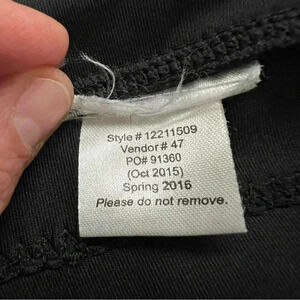 Style # 12211509
Vendor # 47
PO# 91360
(Oct 2015)
Spring 2016
Please do not remove.